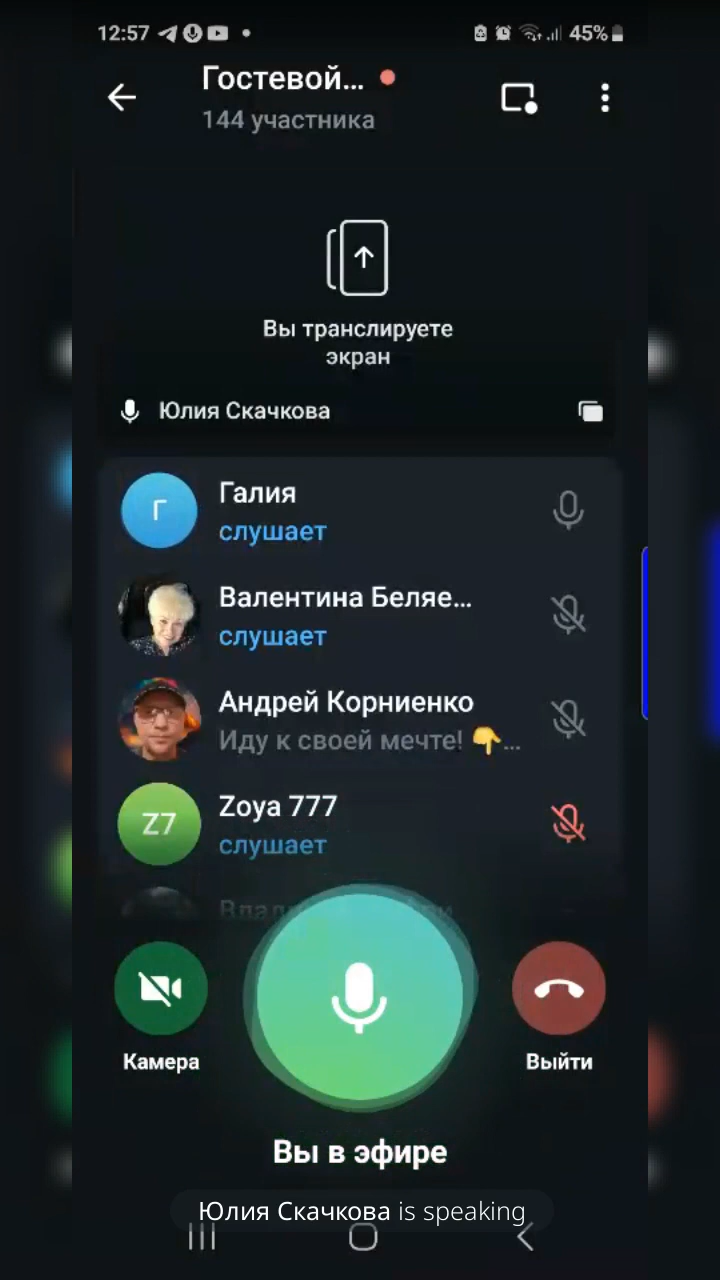 12:57
45%
Гостевой...
144 участника
Вы транслируете
экран
Юлия Скачкова
Г
Галия
слушает
Валентина Беляе...
слушает
Андрей Корниенко
Иду к своей мечте! 👇...
Z7
Zoya 777
слушает
Камера
Выйти
Вы в эфире
Юлия Скачкова is speaking